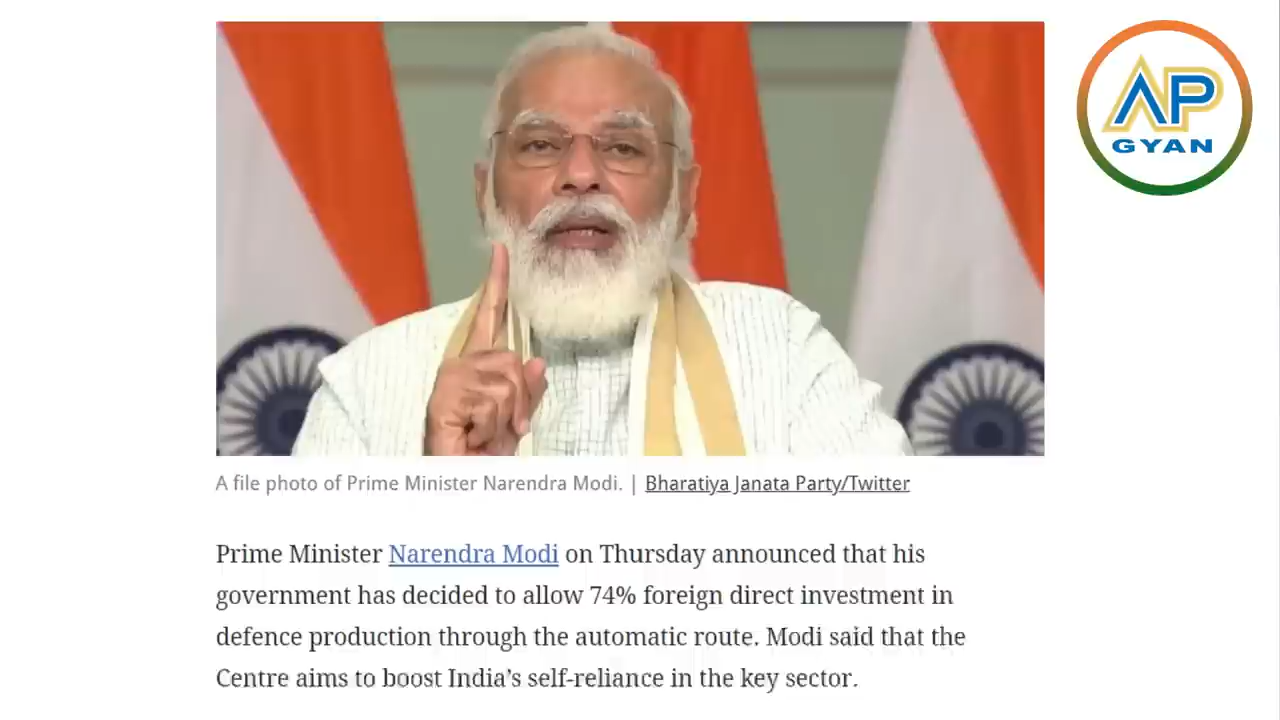 AP
GYAN
A file photo of Prime Minister Narendra Modi. | Bharatiya Janata Party/Twitter
Prime Minister Narendra Modi on Thursday announced that his
government has decided to allow 74% foreign direct investment in
defence production through the automatic route. Modi said that the
Centre aims to boost India’s self-reliance in the key sector.